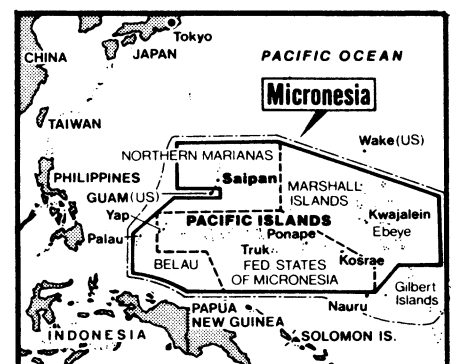 Tokyo
CHINA
JAPAN
PACIFIC OCEAN
Micronesia
TAIWAN
Wake(US)
NORTHERN MARIANAS
PHILIPPINES
Saipan
GUAM(US)
MARSHALL
ISLANDS
Yap
PACIFIC ISLANDS
Kwajalein
Ebeye
Ponape
Palau
Truk
Kosrae
BELAU
FED STATES
OF MICRONESIA
Gilbert
Islands
Nauru
PAPUA
NEW GUINEA
INDONESIA
SOLOMON IS.